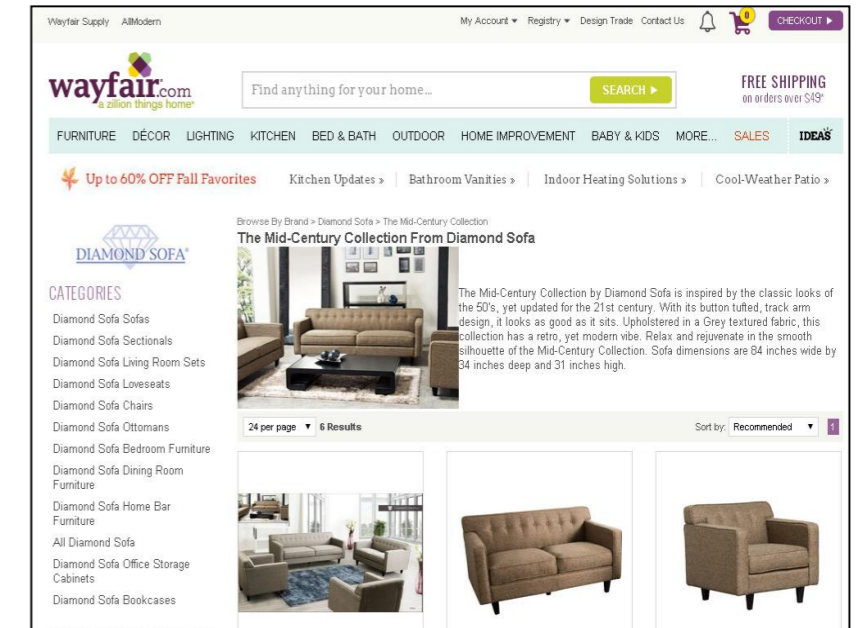 Wayfair Supply AllModern
My Account ▾ Registry ▾ Design Trade Contact Us 0 CHECKOUT ▶
wayfair.com
a zillion things home
Find anything for your home...
SEARCH ▶
FREE SHIPPING
on orders over $49*
FURNITURE DÉCOR LIGHTING KITCHEN BED & BATH OUTDOOR HOME IMPROVEMENT BABY & KIDS MORE... SALES IDEAS
Up to 60% OFF Fall Favorites Kitchen Updates » Bathroom Vanities » Indoor Heating Solutions » Cool-Weather Patio »
DIAMOND SOFA®
CATEGORIES
Diamond Sofa Sofas
Diamond Sofa Sectionals
Diamond Sofa Living Room Sets
Diamond Sofa Loveseats
Diamond Sofa Chairs
Diamond Sofa Ottomans
Diamond Sofa Bedroom Furniture
Diamond Sofa Dining Room
Furniture
Diamond Sofa Home Bar
Furniture
All Diamond Sofa
Diamond Sofa Office Storage
Cabinets
Diamond Sofa Bookcases
Browse By Brand > Diamond Sofa > The Mid-Century Collection
The Mid-Century Collection From Diamond Sofa
The Mid-Century Collection by Diamond Sofa is inspired by the classic looks of
the 50's, yet updated for the 21st century. With its button tufted, track arm
design, it looks as good as it sits. Upholstered in a Grey textured fabric, this
collection has a retro, yet modern vibe. Relax and rejuvenate in the smooth
silhouette of the Mid-Century Collection. Sofa dimensions are 84 inches wide by
34 inches deep and 31 inches high.
24 per page ▼ 6 Results
Sort by: Recommended ▼ 1